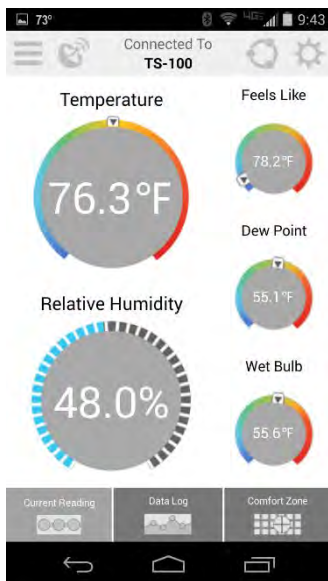 73° 4G 9:43
Connected To
TS-100
Temperature
76.3°F
Feels Like
78.2°F
Dew Point
55.1°F
Relative Humidity
48.0%
Wet Bulb
55.6°F
Current Reading
Data Log
Comfort Zone